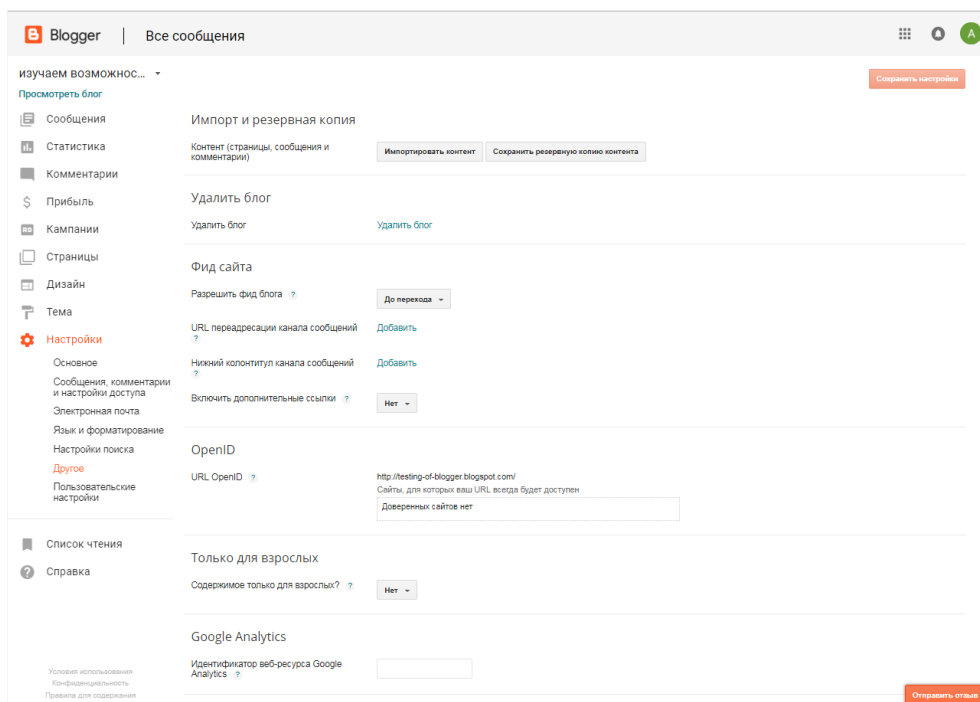 Blogger
Все сообщения
A
изучаем возможнос...
Просмотреть блог
Сохранить настройки
Сообщения
Статистика
Комментарии
Прибыль
Кампании
Страницы
Дизайн
Тема
Настройки
Основное
Сообщения, комментарии
и настройки доступа
Электронная почта
Язык и форматирование
Настройки поиска
Другое
Пользовательские
настройки
Список чтения
Справка
Условия использования
Конфиденциальность
Правила для содержания
Импорт и резервная копия
Контент (страницы, сообщения и
комментарии)
Импортировать контент
Сохранить резервную копию контента
Удалить блог
Удалить блог
Удалить блог
Фид сайта
Разрешить фид блога ?
До перехода
URL переадресации канала сообщений
?
Добавить
Нижний колонтитул канала сообщений
?
Добавить
Включить дополнительные ссылки ?
Нет
OpenID
URL OpenID ?
http://testing-of-blogger.blogspot.com/
Сайты, для которых ваш URL всегда будет доступен
Доверенных сайтов нет
Только для взрослых
Содержимое только для взрослых? ?
Нет
Google Analytics
Идентификатор веб-ресурса Google
Analytics ?
Отправить отзыв